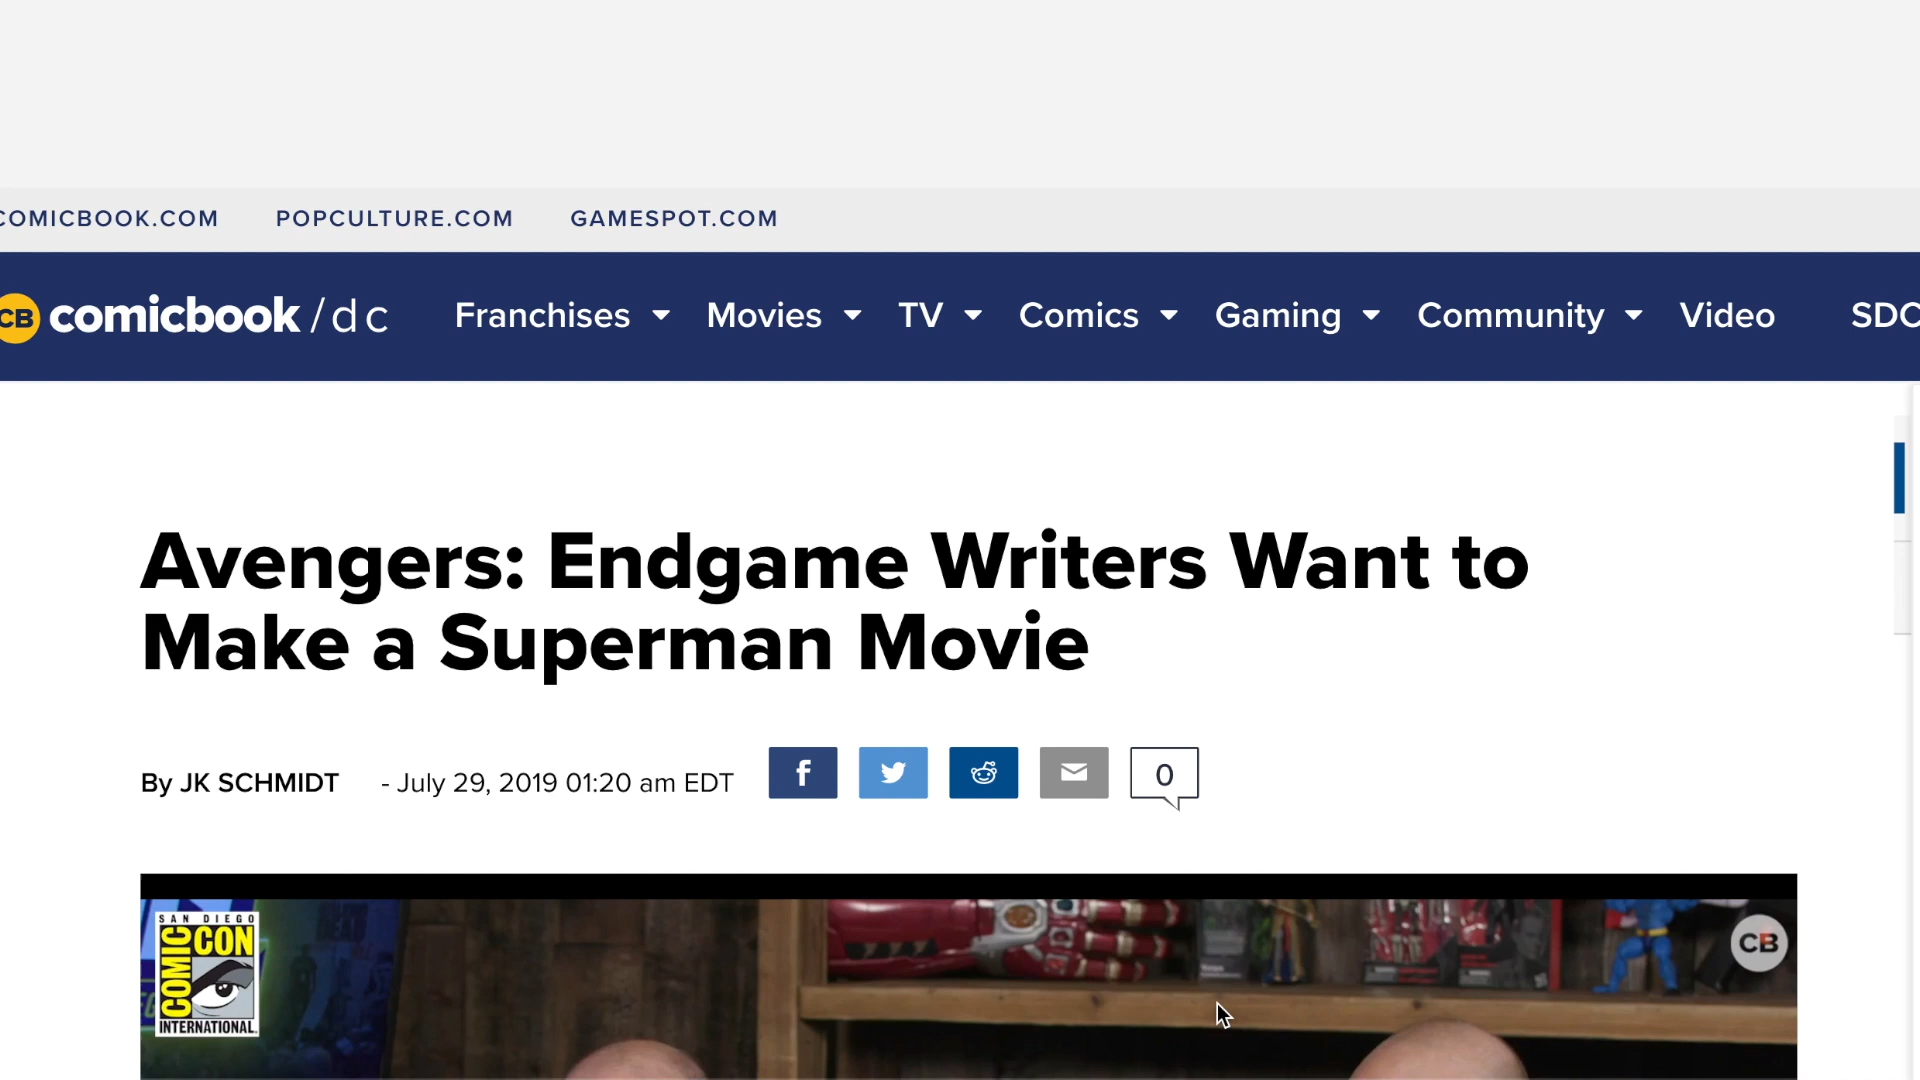 COMICBOOK.COM POPCULTURE.COM GAMESPOT.COM
CB comicbook/dc Franchises Movies TV Comics Gaming Community Video SDC
Avengers: Endgame Writers Want to
Make a Superman Movie
By JK SCHMIDT - July 29, 2019 01:20 am EDT f 0
SAN DIEGO
COMIC CON
INTERNATIONAL.
CB